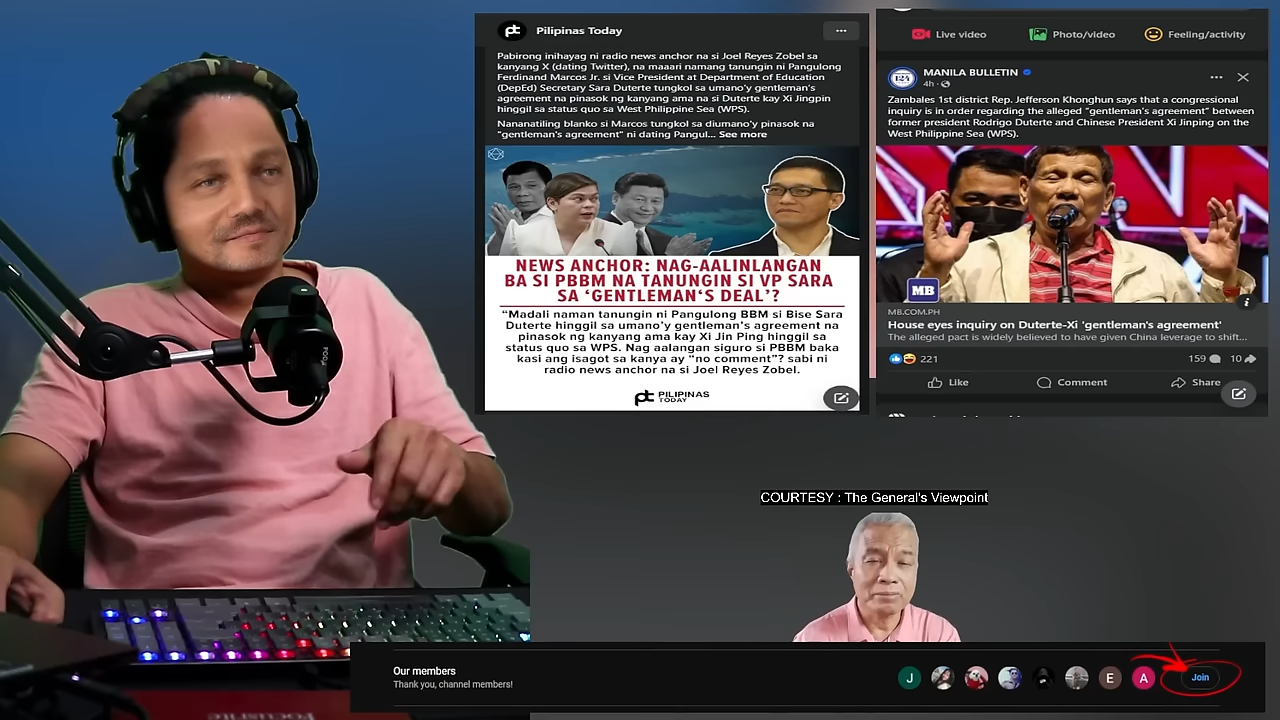 Pilipinas Today
Pabirong inihayag ni radio news anchor na si Joel Reyes Zobel sa
kanyang X (dating Twitter), na maaari namang tanungin ni Pangulong
Ferdinand Marcos Jr. si Vice President at Department of Education
(DepEd) Secretary Sara Duterte tungkol sa umano'y gentleman's
agreement na pinasok ng kanyang ama na si Duterte kay Xi Jingpin
hinggil sa status quo sa West Philippine Sea (WPS).
Nananatiling blanko si Marcos tungkol sa diumano'y pinasok na
"gentleman's agreement" ni dating Pangul... See more
NEWS ANCHOR: NAG-AALINLANGAN
BA SI PBBM NA TANUNGIN SI VP SARA
SA 'GENTLEMAN'S DEAL'?
"Madali naman tanungin ni Pangulong BBM si Bise Sara
Duterte hinggil sa umano'y gentleman's agreement na
pinasok ng kanyang ama kay Xi Jin Ping hinggil sa
status quo sa WPS. Nag aalangan siguro si PBBM baka
kasi ang isagot sa kanya ay "no comment"? sabi ni
radio news anchor na si Joel Reyes Zobel.
pt PILIPINAS
TODAY
Live video Photo/video Feeling/activity
MANILA BULLETIN
4h
Zambales 1st district Rep. Jefferson Khonghun says that a congressional
inquiry is in order regarding the alleged "gentlemen's agreement" between
former president Rodrigo Duterte and Chinese President Xi Jinping on the
West Philippine Sea (WPS).
MB
MB.COM.PH
House eyes inquiry on Duterte-Xi 'gentlemen's agreement'
The alleged pact is widely believed to have given China leverage to shift...
221 159 10
Like Comment Share
COURTESY : The General's Viewpoint
Our members
Thank you, channel members!
J E A Join